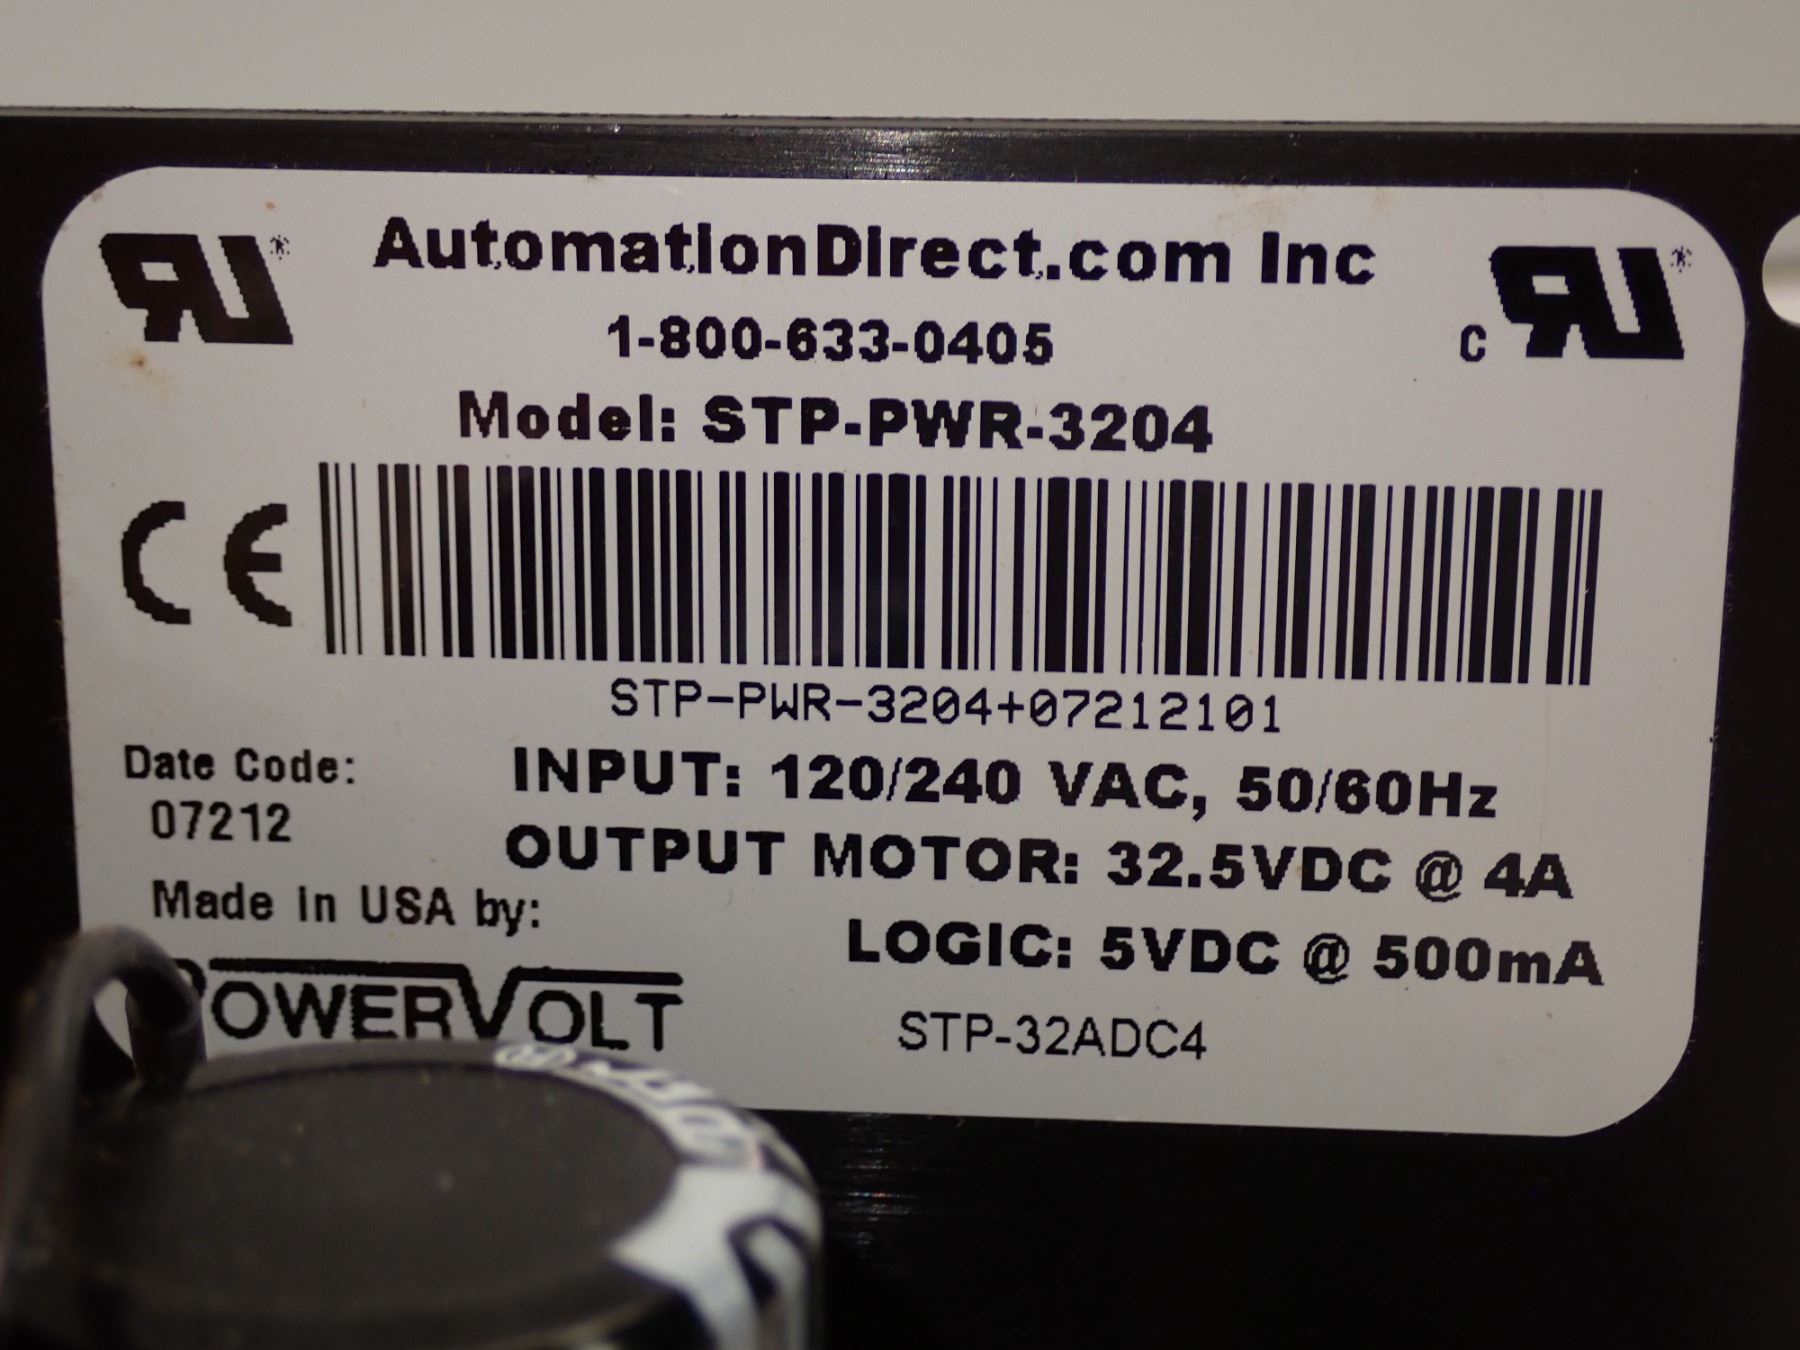 AutomationDirect.com Inc
1-800-633-0405
c
Model: STP-PWR-3204
CE
STP-PWR-3204+07212101
Date Code:
07212
INPUT: 120/240 VAC, 50/60Hz
OUTPUT MOTOR: 32.5VDC @ 4A
Made in USA by:
LOGIC: 5VDC @ 500mA
POWERVOLT
STP-32ADC4